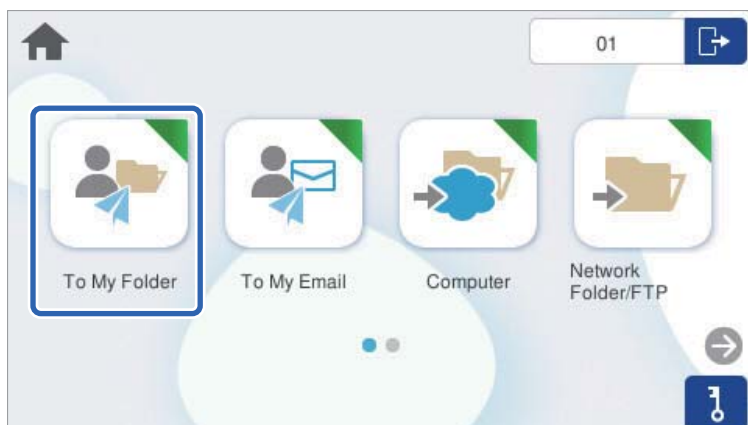 01
To My Folder
To My Email
Computer
Network
Folder/FTP